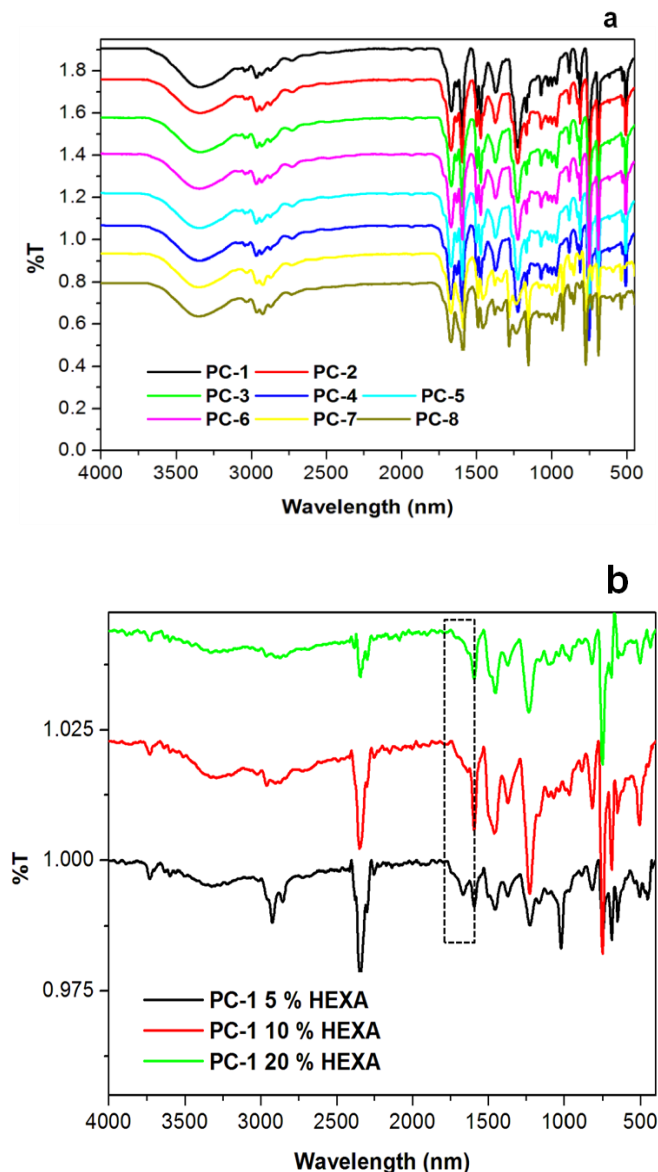 a
1.8
1.6
1.4
1.2
1.0
0.8
0.6
0.4
0.2
0.0
%T
PC-1 PC-2
PC-3 PC-4 PC-5
PC-6 PC-7 PC-8
4000 3500 3000 2500 2000 1500 1000 500
Wavelength (nm)
b
1.025
1.000
0.975
%T
PC-1 5 % HEXA
PC-1 10 % HEXA
PC-1 20 % HEXA
4000 3500 3000 2500 2000 1500 1000 500
Wavelength (nm)